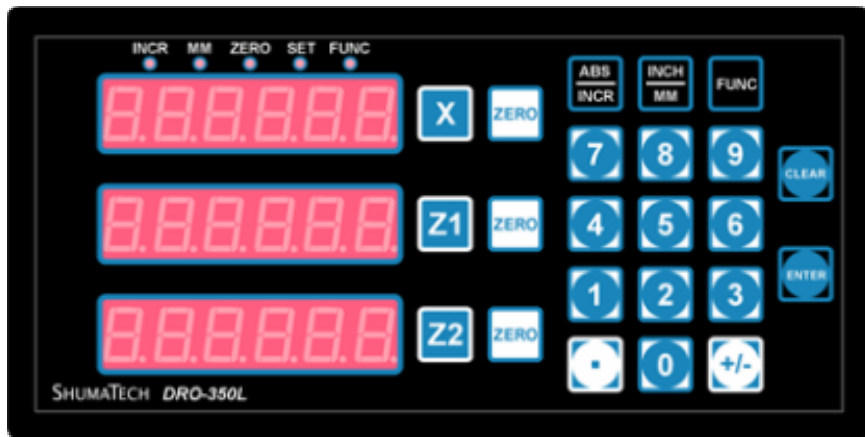 INCR MM ZERO SET FUNC
ABS
INCR
INCH
MM
FUNC
X ZERO
7 8 9
CLEAR
Z1 ZERO
4 5 6
ENTER
1 2 3
Z2 ZERO
. 0 +/-
SHUMATECH DRO-350L